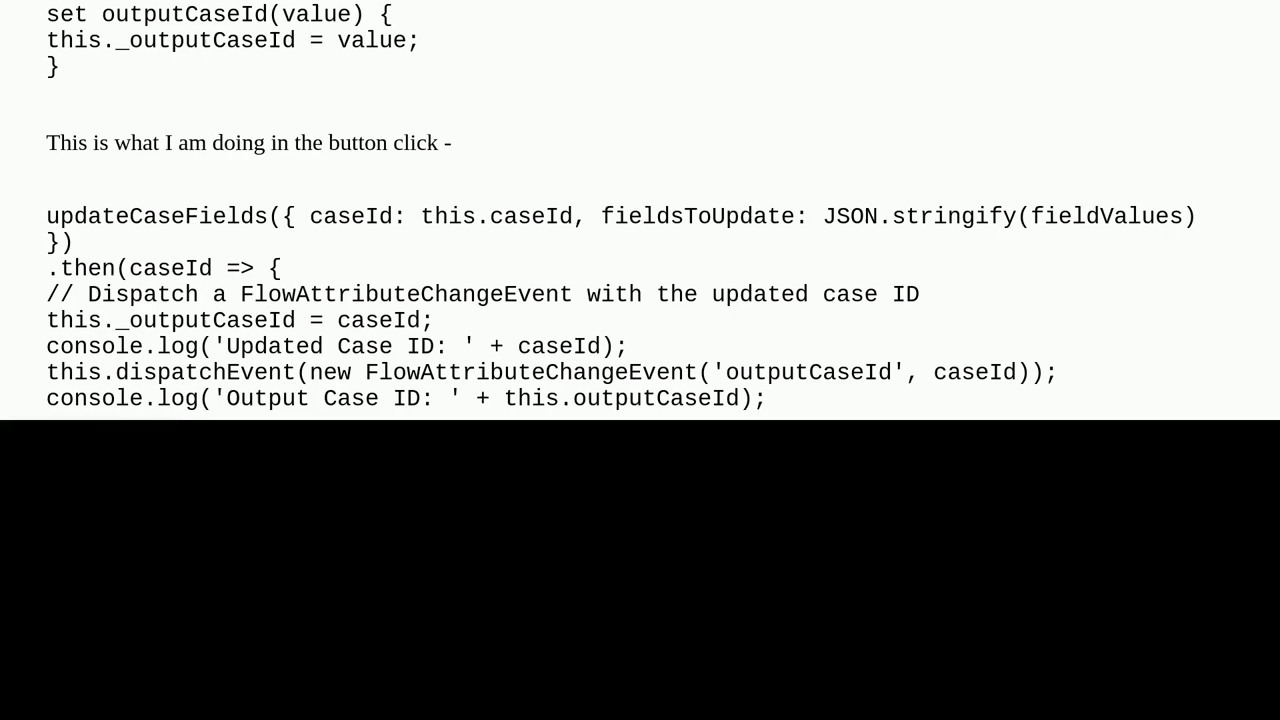 set outputCaseId(value) {
this._outputCaseId = value;
}
This is what I am doing in the button click -
updateCaseFields({ caseId: this.caseId, fieldsToUpdate: JSON.stringify(fieldValues)
})
.then(caseId => {
// Dispatch a FlowAttributeChangeEvent with the updated case ID
this._outputCaseId = caseId;
console.log('Updated Case ID: ' + caseId);
this.dispatchEvent(new FlowAttributeChangeEvent('outputCaseId', caseId));
console.log('Output Case ID: ' + this.outputCaseId);